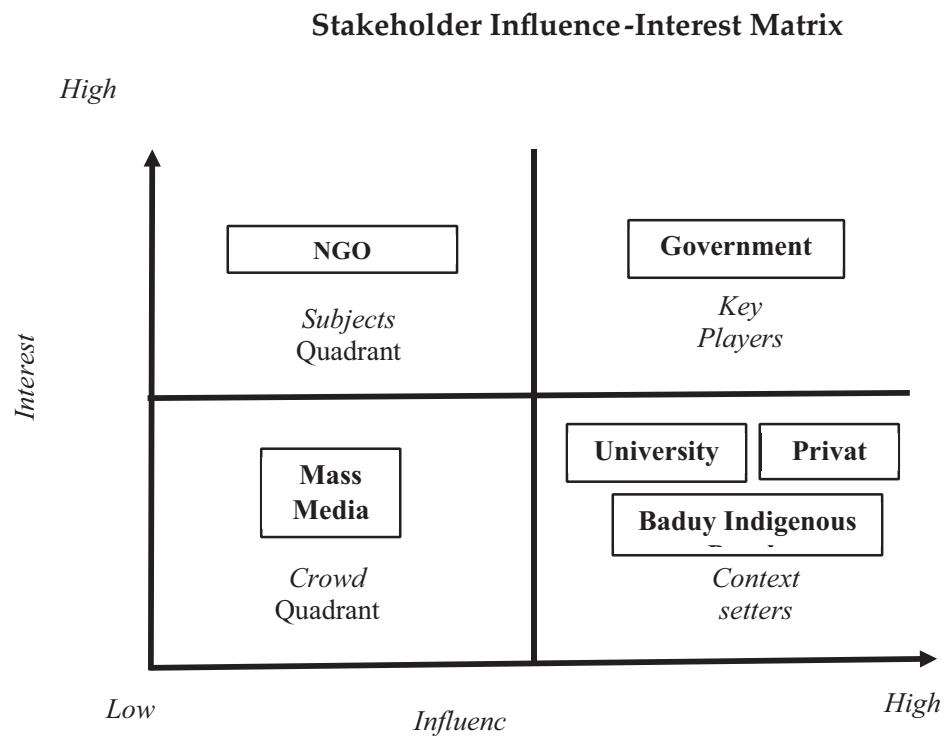 Stakeholder Influence-Interest Matrix
High
NGO
Government
Subjects
Quadrant
Key
Players
Interest
University
Privat
Mass
Media
Baduy Indigenous
Crowd
Quadrant
Context
setters
Low
Influenc
High